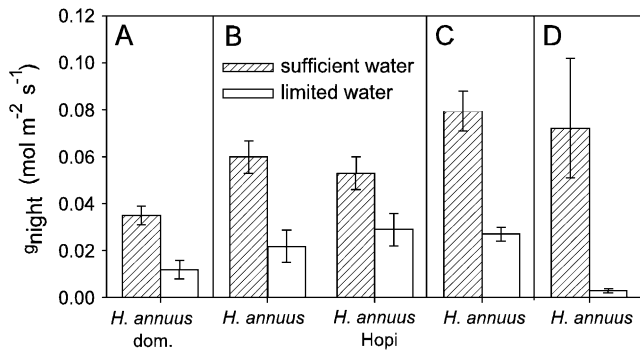 A B C D
sufficient water
limited water
0.12
0.10
0.08
0.06
0.04
0.02
0.00
gnight (mol m⁻² s⁻¹)
H. annuus H. annuus H. annuus H. annuus H. annuus
dom. Hopi